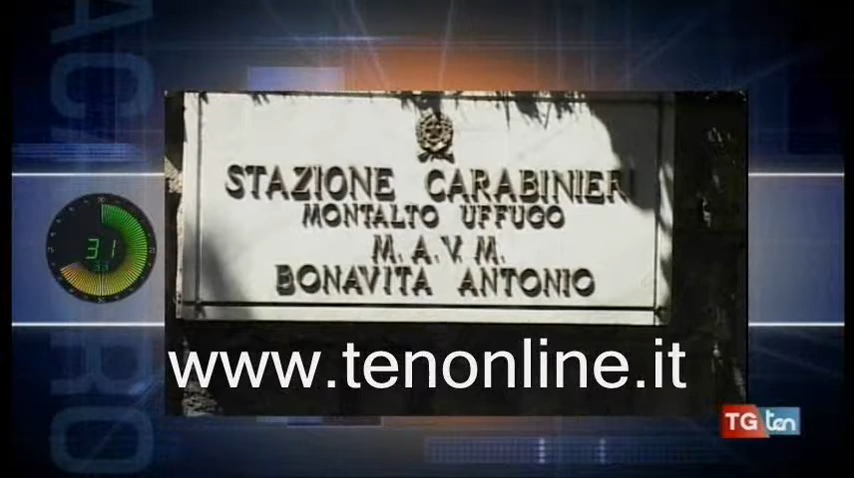 STAZIONE CARABINIERI
MONTALTO UFFUGO
M.A.V.M.
BONAVITA ANTONIO
www.tenonline.it
31
TG ten